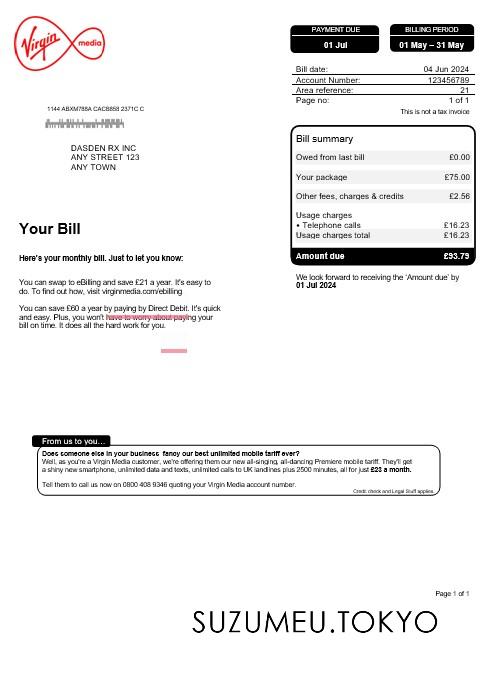 Virgin media
PAYMENT DUE
01 Jul
BILLING PERIOD
01 May – 31 May
Bill date: 04 Jun 2024
Account Number: 123456789
Area reference: 21
Page no: 1 of 1
This is not a tax invoice
1144 ABXM788A CACB858 2371C C
DASDEN RX INC
ANY STREET 123
ANY TOWN
Bill summary
Owed from last bill £0.00
Your package £75.00
Other fees, charges & credits £2.56
Usage charges
• Telephone calls £16.23
Usage charges total £16.23
Amount due £93.79
We look forward to receiving the ‘Amount due’ by
01 Jul 2024
Your Bill
Here's your monthly bill. Just to let you know:
You can swap to eBilling and save £21 a year. It's easy to
do. To find out how, visit virginmedia.com/ebilling
You can save £60 a year by paying by Direct Debit. It's quick
and easy. Plus, you won't have to worry about paying your
bill on time. It does all the hard work for you.
From us to you...
Does someone else in your business fancy our best unlimited mobile tariff ever?
Well, as you're a Virgin Media customer, we're offering them our new all-singing, all-dancing Premiere mobile tariff. They'll get
a shiny new smartphone, unlimited data and texts, unlimited calls to UK landlines plus 2500 minutes, all for just £23 a month.
Tell them to call us now on 0800 408 9346 quoting your Virgin Media account number.
Credit check and Legal Stuff applies.
Page 1 of 1
SUZUMEU.TOKYO